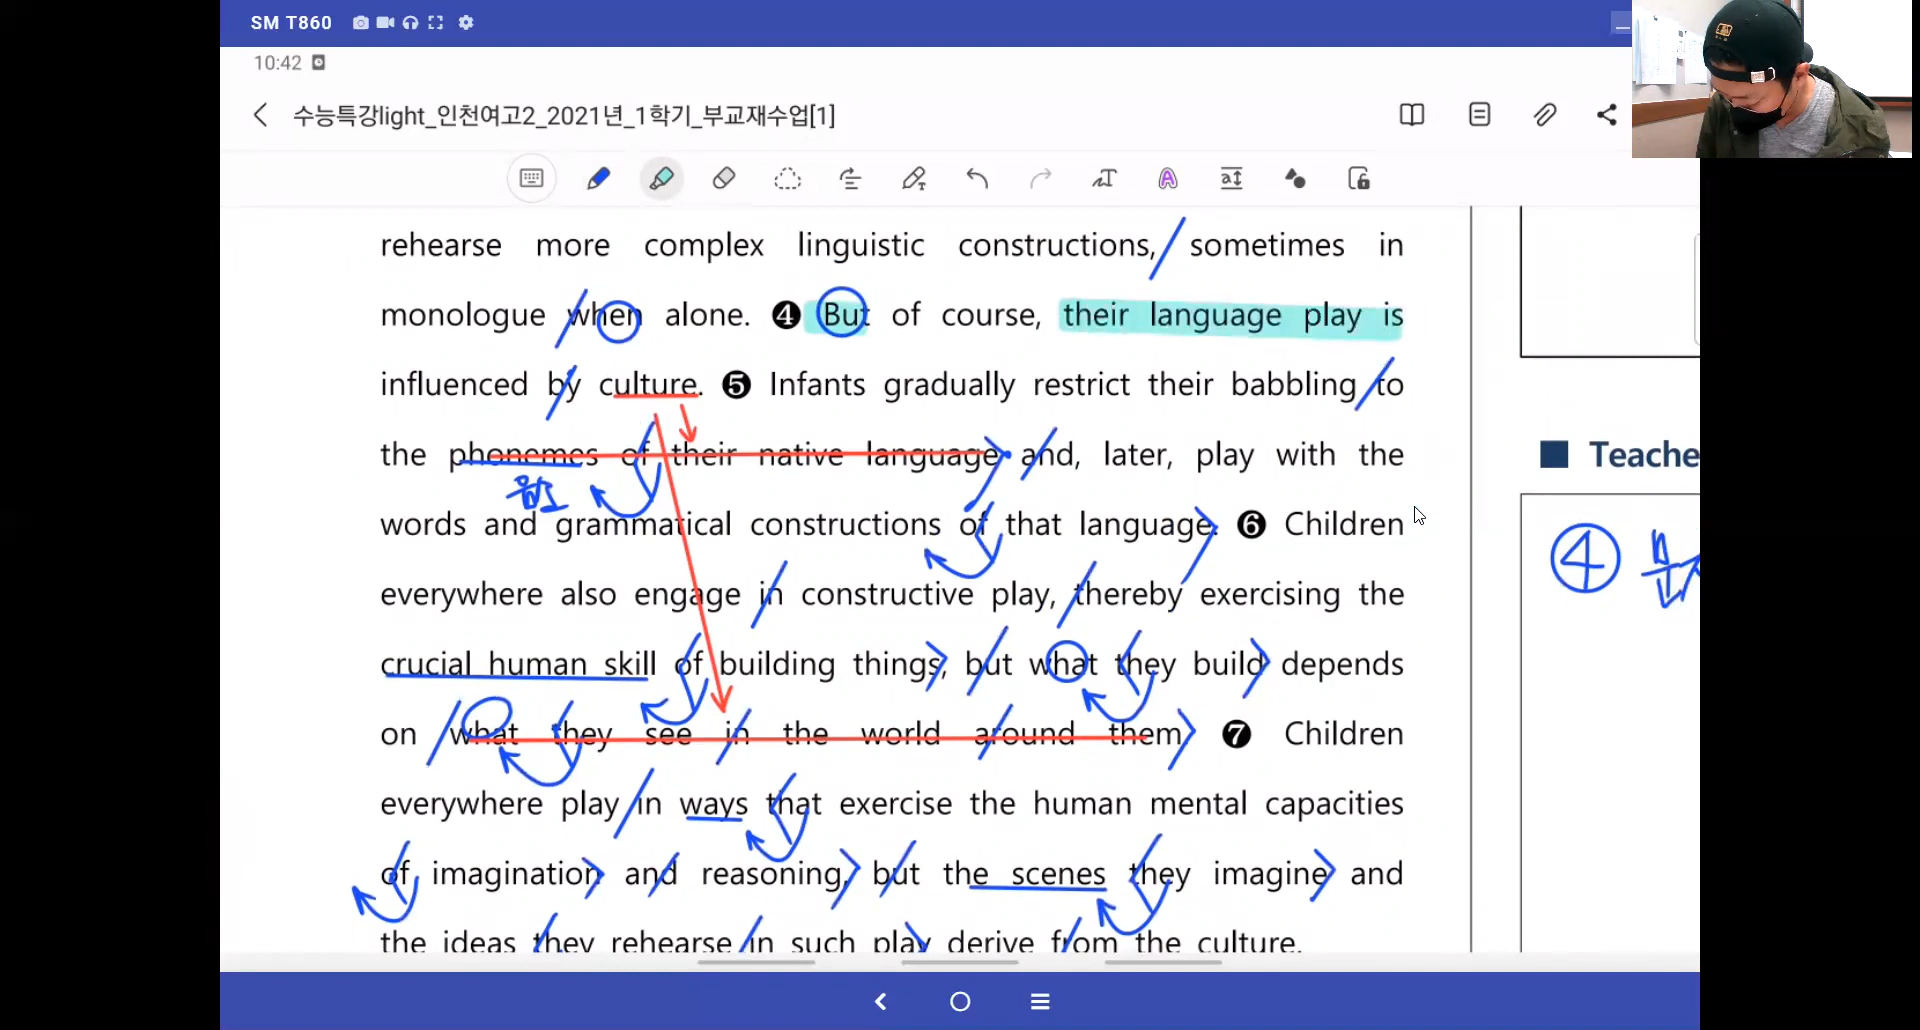 SM T860
10:42
수능특강light_인천여고2_2021년_1학기_부교재수업[1]
rehearse more complex linguistic constructions, sometimes in
monologue when alone. ❹ But of course, their language play is
influenced by culture. ❺ Infants gradually restrict their babbling to
the phonemes of their native language and, later, play with the
음소
words and grammatical constructions of that language. ❻ Children
everywhere also engage in constructive play, thereby exercising the
crucial human skill of building things, but what they build depends
on what they see in the world around them. ❼ Children
everywhere play in ways that exercise the human mental capacities
of imagination and reasoning, but the scenes they imagine and
the ideas they rehearse in such play derive from the culture.
■ Teache
④